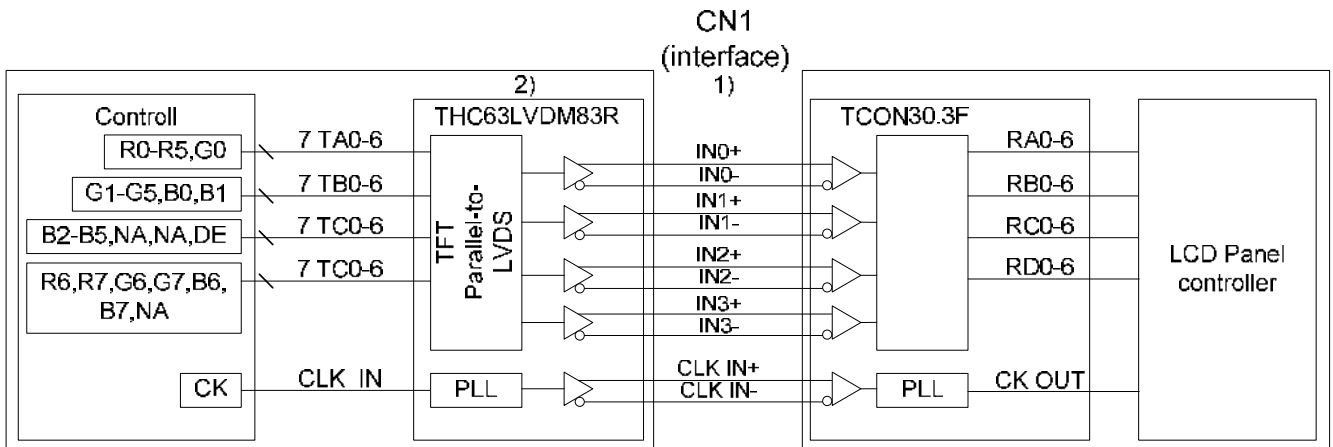 CN1
(interface)
1)
2)
Controll
R0-R5,G0
G1-G5,B0,B1
B2-B5,NA,NA,DE
R6,R7,G6,G7,B6,
B7,NA
CK
7 TA0-6
7 TB0-6
7 TC0-6
7 TC0-6
CLK IN
THC63LVDM83R
TFT
Parallel-to-
LVDS
PLL
IN0+
IN0-
IN1+
IN1-
IN2+
IN2-
IN3+
IN3-
CLK IN+
CLK IN-
TCON30.3F
PLL
RA0-6
RB0-6
RC0-6
RD0-6
CK OUT
LCD Panel
controller